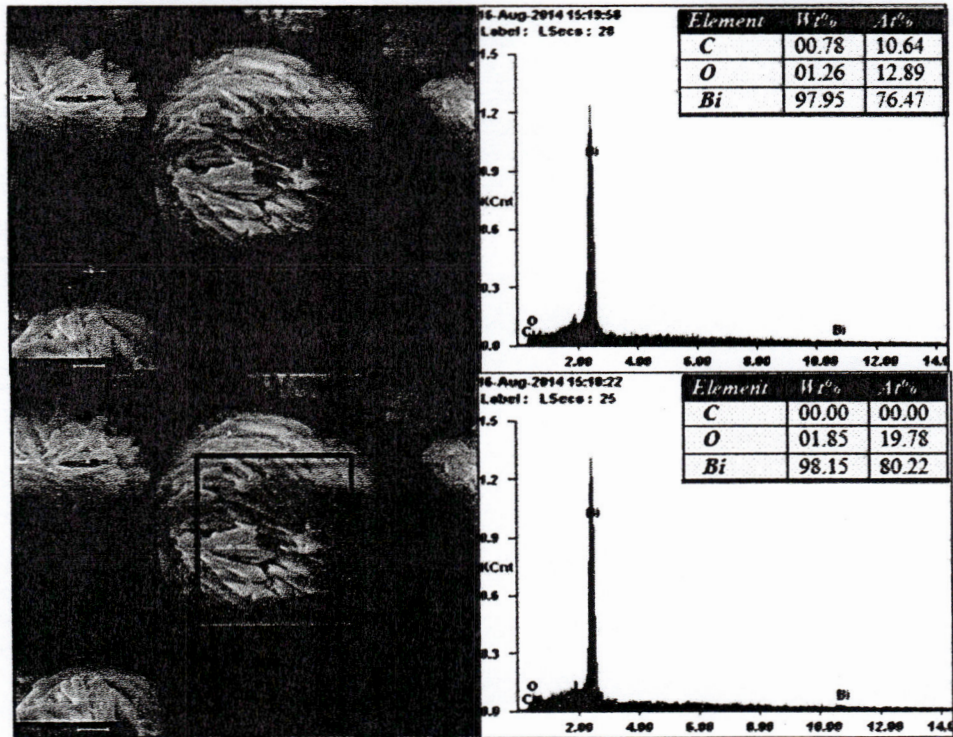 16-Aug-2014 15:19:58
Label: LSecs: 28
Element Wt% At%
C 00.78 10.64
O 01.26 12.89
Bi 97.95 76.47
1.5
1.2
0.9
KCnt
0.6
0.3
0.0
Bi
O
C
Bi
2.00 4.00 6.00 8.00 10.00 12.00 14.0
16-Aug-2014 15:18:22
Label: LSecs: 25
Element Wt% At%
C 00.00 00.00
O 01.85 19.78
Bi 98.15 80.22
1.5
1.2
0.9
KCnt
0.6
0.3
0.0
Bi
O
C
Bi
2.00 4.00 6.00 8.00 10.00 12.00 14.0